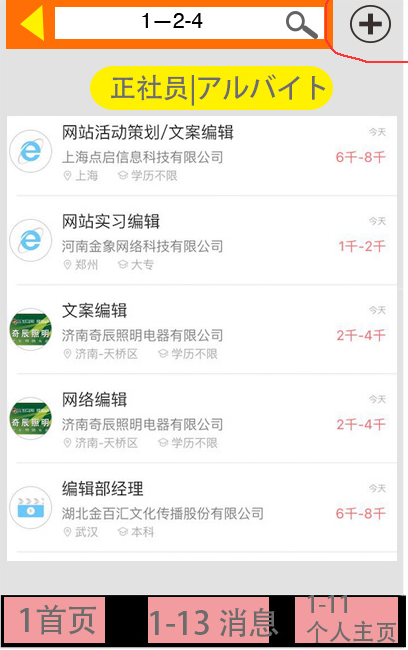 1－2-4
正社员|アルバイト
网站活动策划/文案编辑
今天
上海点启信息科技有限公司
6千-8千
上海 学历不限
网站实习编辑
今天
河南金象网络科技有限公司
1千-2千
郑州 大专
文案编辑
今天
奇辰照明
济南奇辰照明电器有限公司
2千-4千
济南-天桥区 学历不限
网络编辑
今天
奇辰照明
济南奇辰照明电器有限公司
2千-4千
济南-天桥区 学历不限
编辑部经理
今天
湖北金百汇文化传播股份有限公司
6千-8千
武汉 本科
1首页
1-13 消息
1-11
个人主页